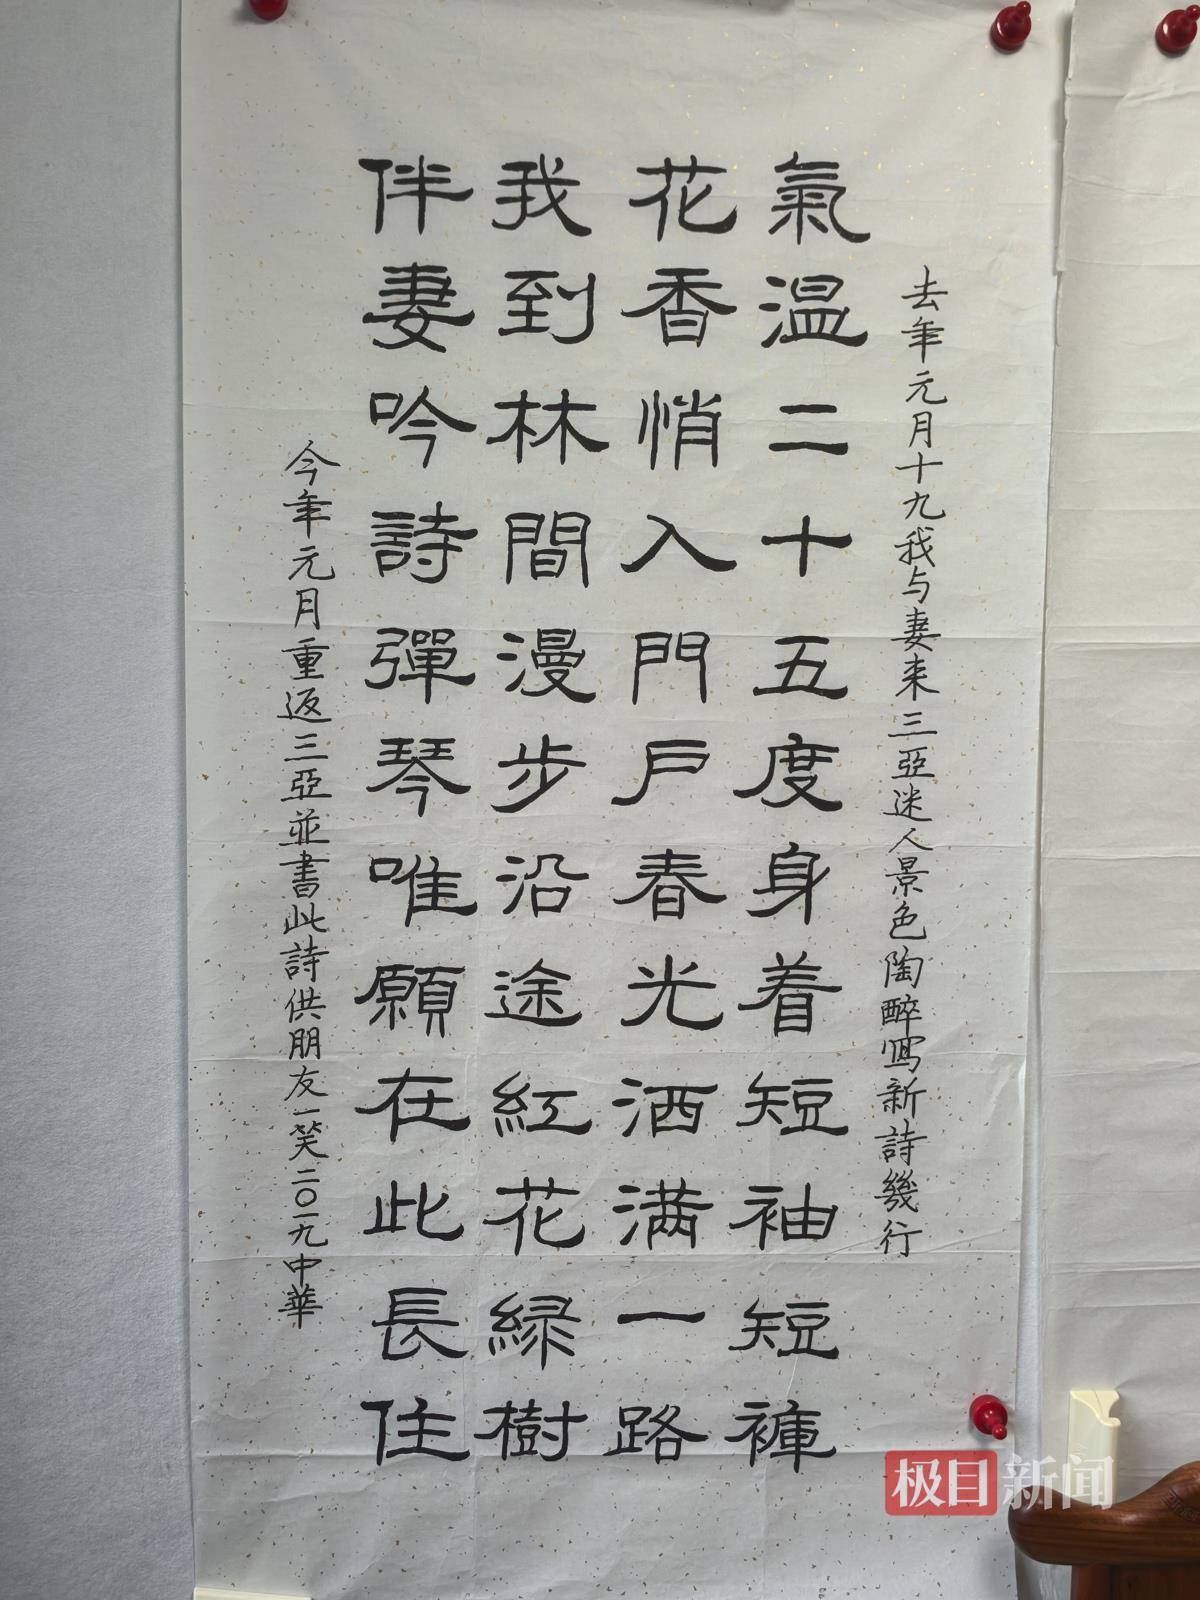 去年元月十九我与妻来三亞迷人景色陶醉寫新詩幾行
氣温二十五度身着短袖短褲
花香悄入門戶春光洒满一路
我到林間漫步沿途紅花緑樹
伴妻吟詩彈琴唯願在此長住
今年元月重返三亞並書此詩供朋友一笑二〇一九中華
极目新闻